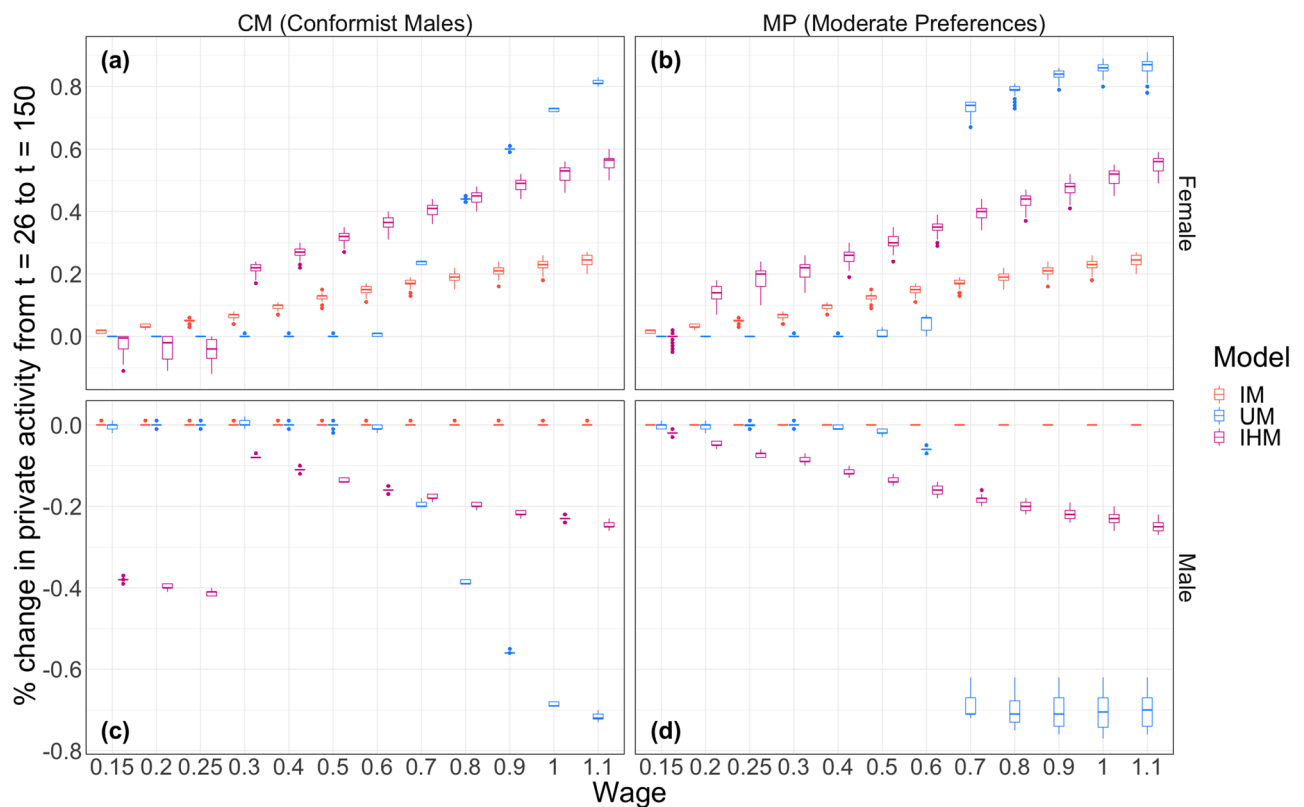 CM (Conformist Males)
MP (Moderate Preferences)
(a)
(b)
0.8
0.6
0.4
0.2
0.0
Female
% change in private activity from t = 26 to t = 150
Model
IM
UM
IHM
0.0
-0.2
-0.4
-0.6
-0.8
Male
(c)
(d)
0.15 0.2 0.25 0.3 0.4 0.5 0.6 0.7 0.8 0.9 1 1.1
0.15 0.2 0.25 0.3 0.4 0.5 0.6 0.7 0.8 0.9 1 1.1
Wage